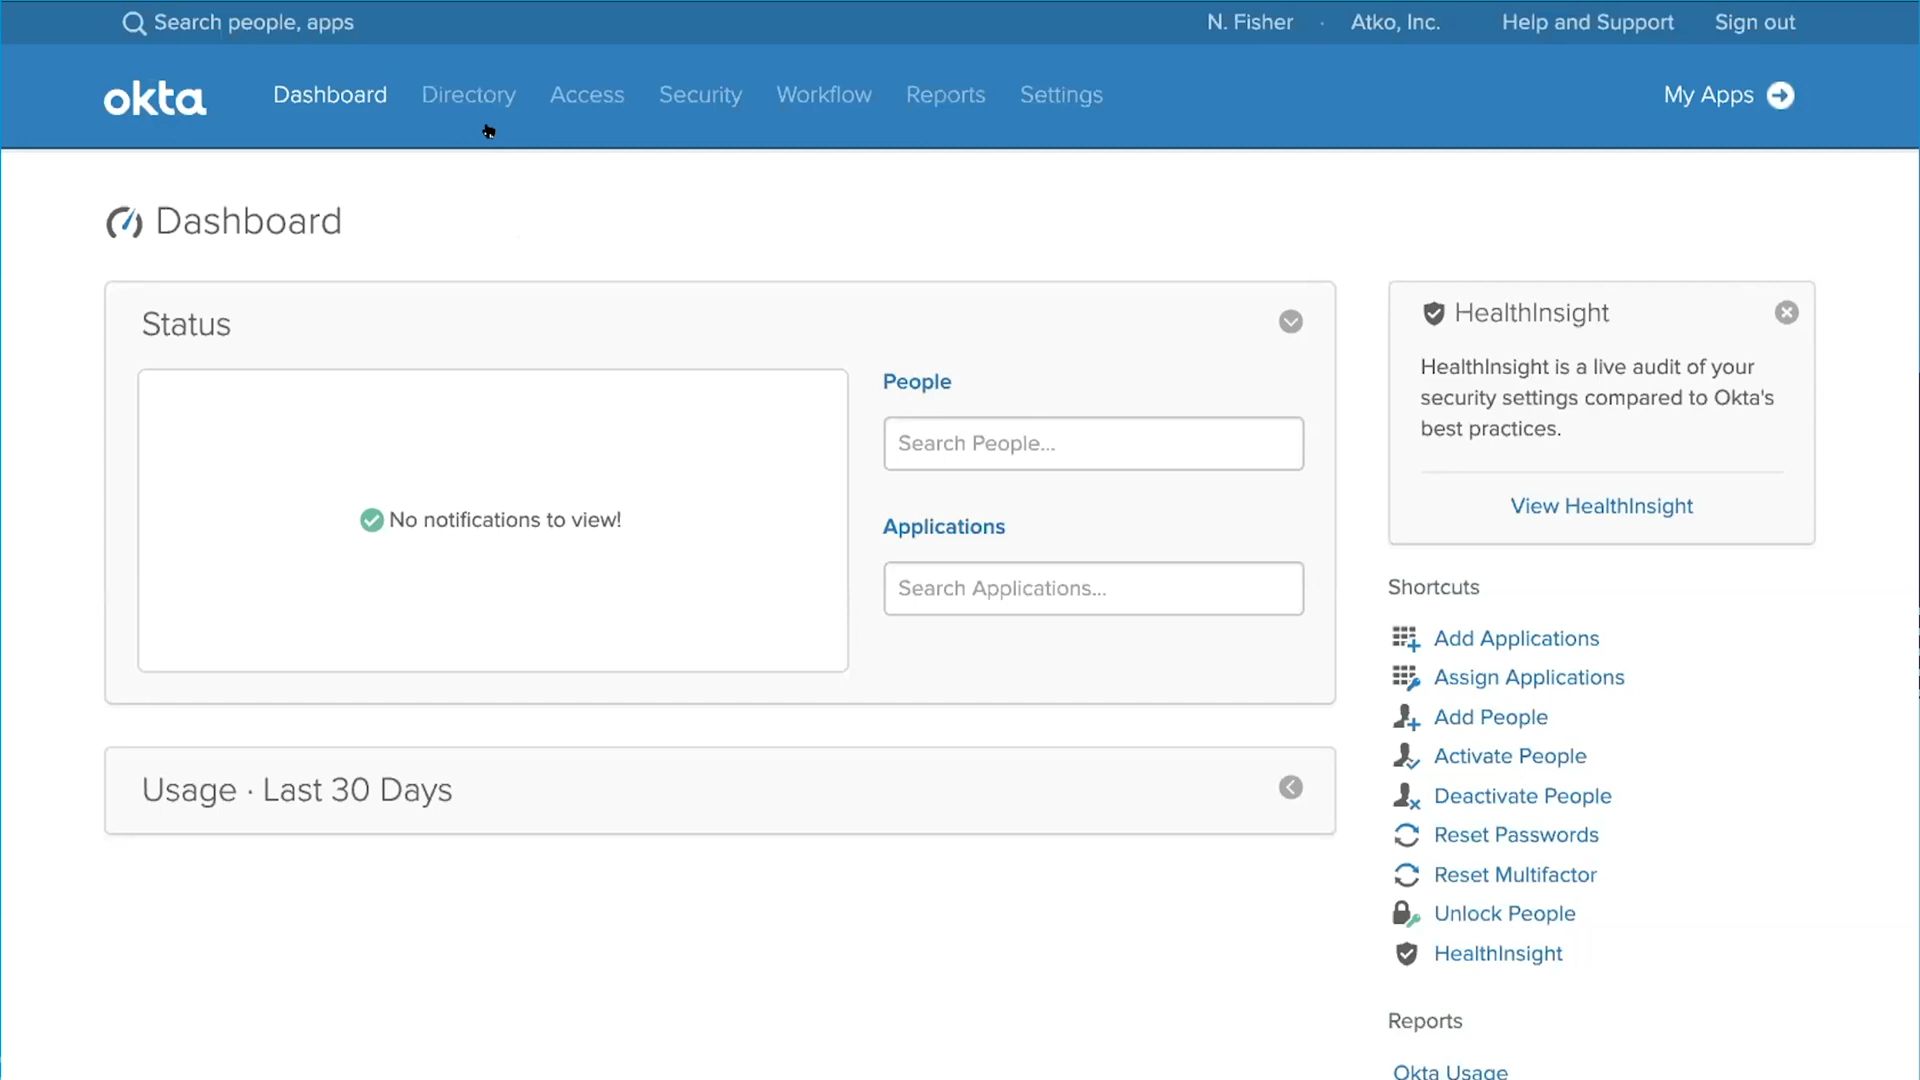 Search people, apps
N. Fisher · Atko, Inc. Help and Support Sign out
okta Dashboard Directory Access Security Workflow Reports Settings My Apps
Dashboard
Status
No notifications to view!
People
Search People...
Applications
Search Applications...
Usage · Last 30 Days
HealthInsight
HealthInsight is a live audit of your
security settings compared to Okta's
best practices.
View HealthInsight
Shortcuts
Add Applications
Assign Applications
Add People
Activate People
Deactivate People
Reset Passwords
Reset Multifactor
Unlock People
HealthInsight
Reports
Okta Usage